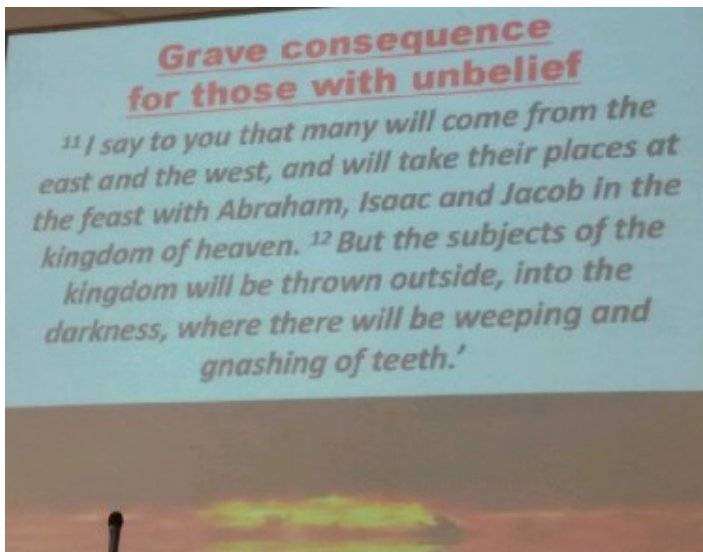 Grave consequence
for those with unbelief
¹¹ I say to you that many will come from the
east and the west, and will take their places at
the feast with Abraham, Isaac and Jacob in the
kingdom of heaven. ¹² But the subjects of the
kingdom will be thrown outside, into the
darkness, where there will be weeping and
gnashing of teeth.’